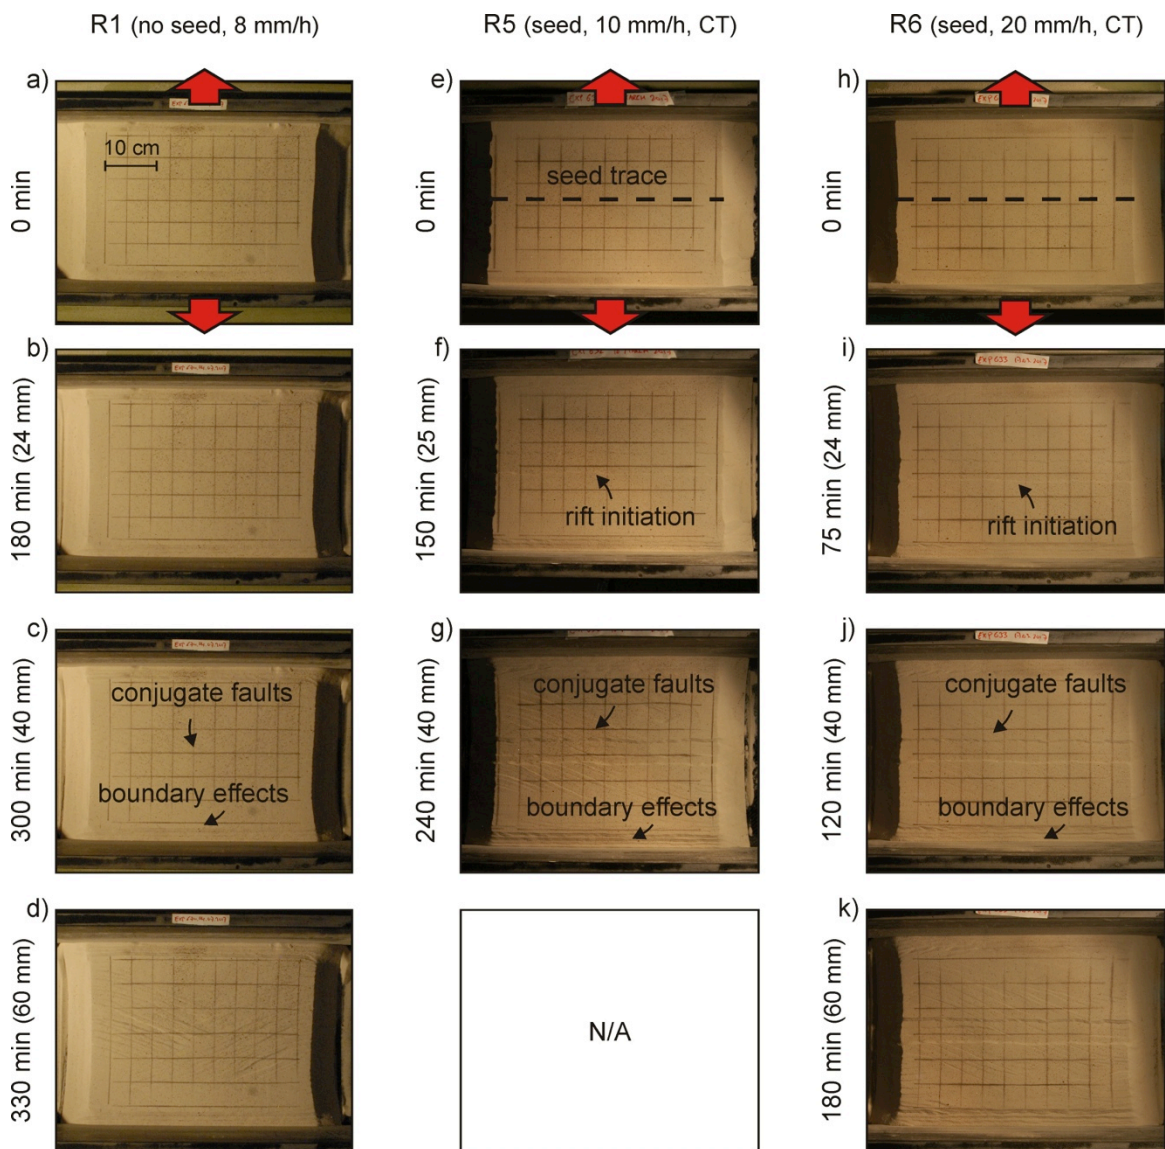 R1 (no seed, 8 mm/h)
R5 (seed, 10 mm/h, CT)
R6 (seed, 20 mm/h, CT)
a)
0 min
10 cm
e)
0 min
seed trace
h)
0 min
b)
180 min (24 mm)
f)
150 min (25 mm)
rift initiation
i)
75 min (24 mm)
rift initiation
c)
300 min (40 mm)
conjugate faults
boundary effects
g)
240 min (40 mm)
conjugate faults
boundary effects
j)
120 min (40 mm)
conjugate faults
boundary effects
d)
330 min (60 mm)
N/A
k)
180 min (60 mm)